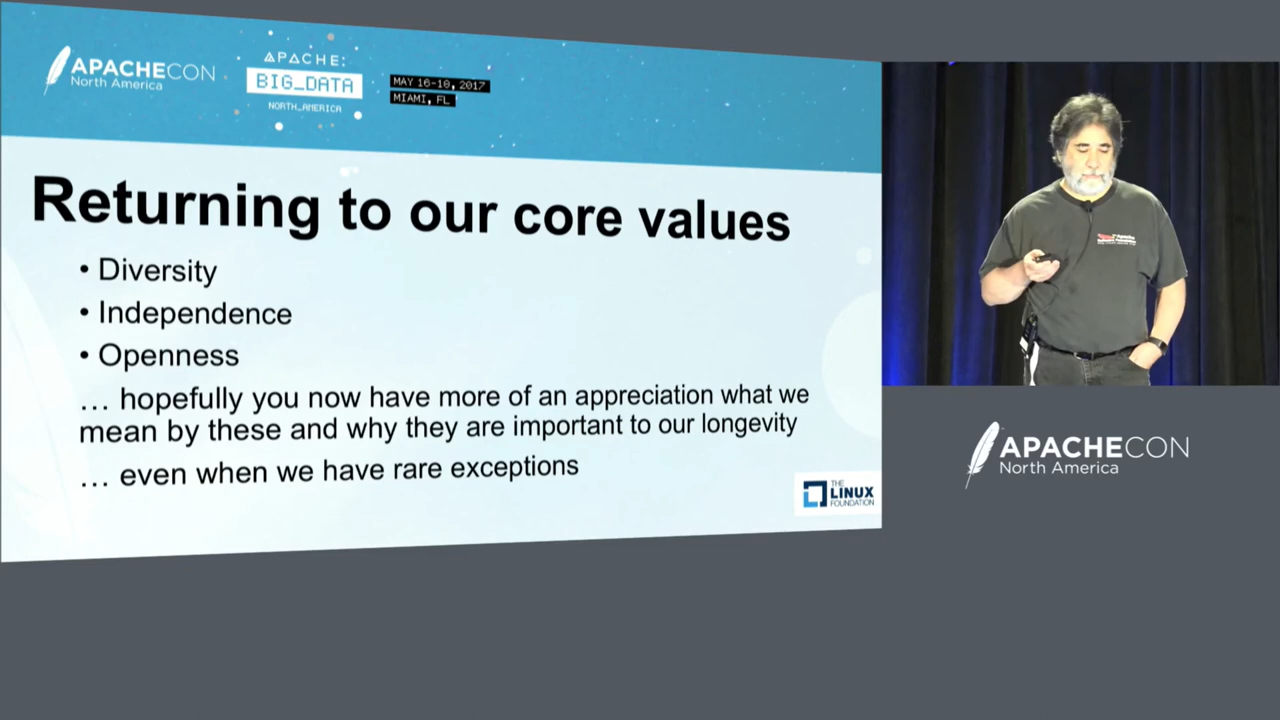 APACHECON
North America
APACHE:
BIG_DATA
NORTH_AMERICA
MAY 16-18, 2017
MIAMI, FL
Returning to our core values
• Diversity
• Independence
• Openness
… hopefully you now have more of an appreciation what we
mean by these and why they are important to our longevity
… even when we have rare exceptions
THE
LINUX
FOUNDATION
APACHECON
North America